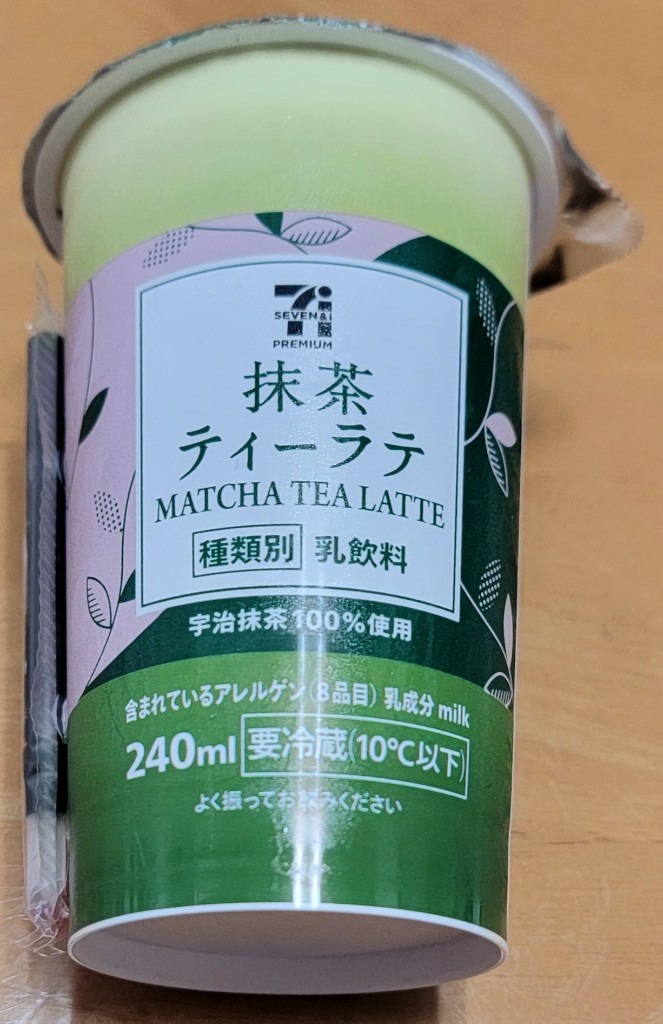 SEVEN&i
PREMIUM
抹茶
ティーラテ
MATCHA TEA LATTE
種類別 乳飲料
宇治抹茶100%使用
含まれているアレルゲン(8品目) 乳成分 milk
240ml 要冷蔵(10℃以下)
よく振ってお飲みください